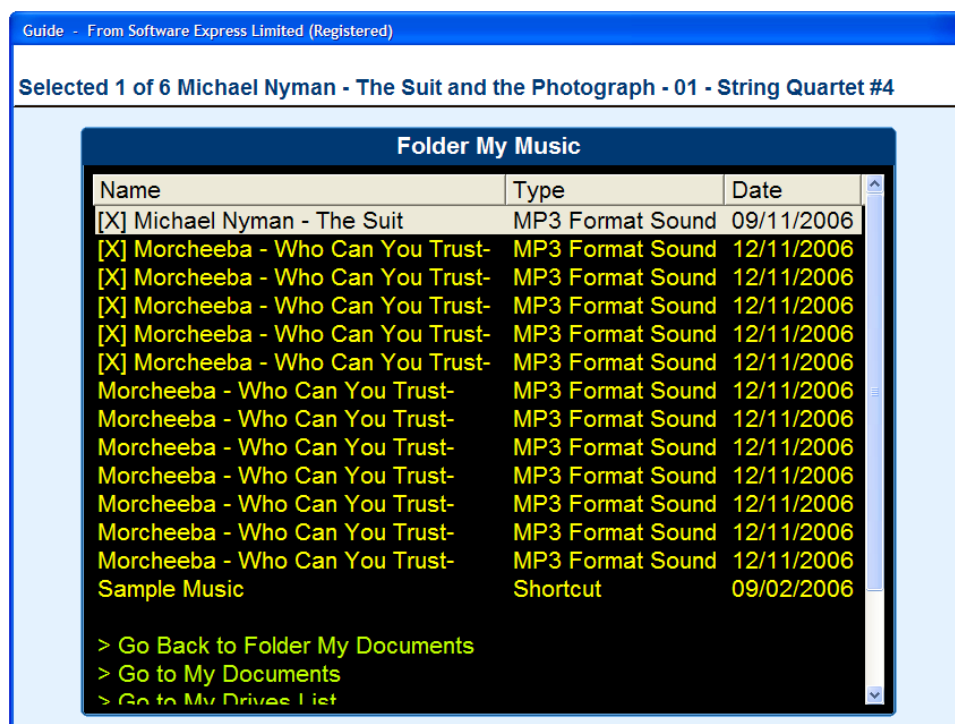 Guide - From Software Express Limited (Registered)
Selected 1 of 6 Michael Nyman - The Suit and the Photograph - 01 - String Quartet #4
Folder My Music
Name Type Date
[X] Michael Nyman - The Suit MP3 Format Sound 09/11/2006
[X] Morcheeba - Who Can You Trust- MP3 Format Sound 12/11/2006
[X] Morcheeba - Who Can You Trust- MP3 Format Sound 12/11/2006
[X] Morcheeba - Who Can You Trust- MP3 Format Sound 12/11/2006
[X] Morcheeba - Who Can You Trust- MP3 Format Sound 12/11/2006
[X] Morcheeba - Who Can You Trust- MP3 Format Sound 12/11/2006
Morcheeba - Who Can You Trust- MP3 Format Sound 12/11/2006
Morcheeba - Who Can You Trust- MP3 Format Sound 12/11/2006
Morcheeba - Who Can You Trust- MP3 Format Sound 12/11/2006
Morcheeba - Who Can You Trust- MP3 Format Sound 12/11/2006
Morcheeba - Who Can You Trust- MP3 Format Sound 12/11/2006
Morcheeba - Who Can You Trust- MP3 Format Sound 12/11/2006
Morcheeba - Who Can You Trust- MP3 Format Sound 12/11/2006
Sample Music Shortcut 09/02/2006
> Go Back to Folder My Documents
> Go to My Documents
> Go to My Drives List